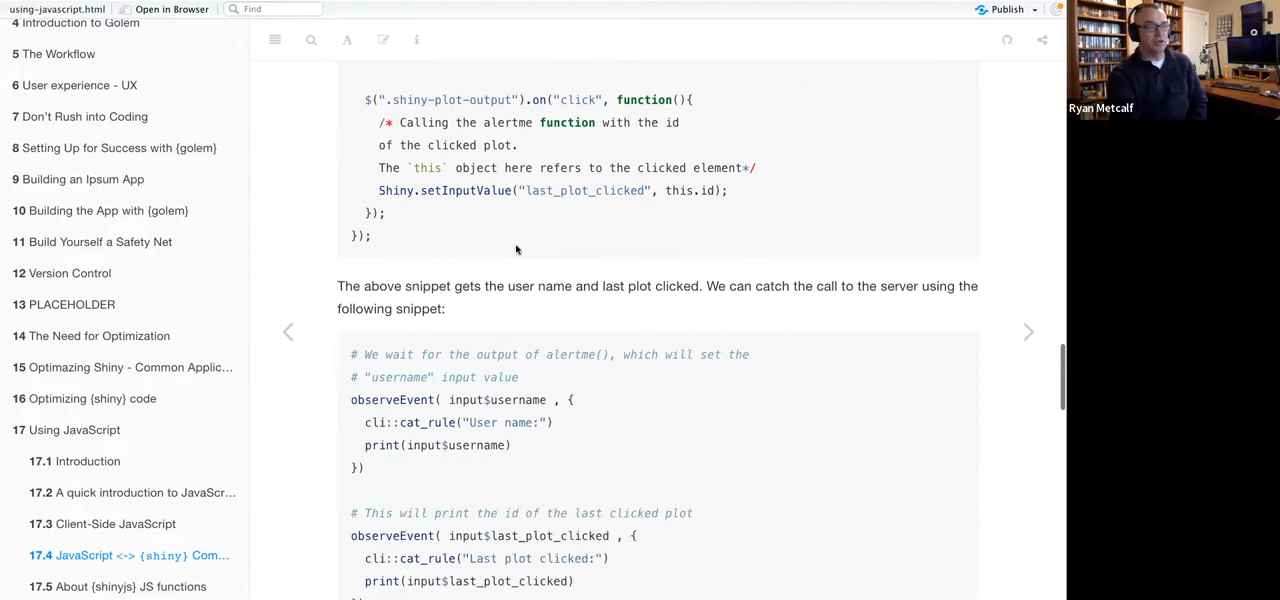 using-javascript.html Open in Browser Find Publish
4 Introduction to Golem
5 The Workflow
6 User experience - UX
7 Don't Rush into Coding
8 Setting Up for Success with {golem}
9 Building an Ipsum App
10 Building the App with {golem}
11 Build Yourself a Safety Net
12 Version Control
13 PLACEHOLDER
14 The Need for Optimization
15 Optimazing Shiny - Common Applic...
16 Optimizing {shiny} code
17 Using JavaScript
17.1 Introduction
17.2 A quick introduction to JavaScr...
17.3 Client-Side JavaScript
17.4 JavaScript <-> {shiny} Com...
17.5 About {shinyjs} JS functions
$(".shiny-plot-output").on("click", function(){
/* Calling the alertme function with the id
of the clicked plot.
The `this` object here refers to the clicked element*/
Shiny.setInputValue("last_plot_clicked", this.id);
});
});
The above snippet gets the user name and last plot clicked. We can catch the call to the server using the
following snippet:
# We wait for the output of alertme(), which will set the
# "username" input value
observeEvent( input$username , {
cli::cat_rule("User name:")
print(input$username)
})
# This will print the id of the last clicked plot
observeEvent( input$last_plot_clicked , {
cli::cat_rule("Last plot clicked:")
print(input$last_plot_clicked)
Ryan Metcalf